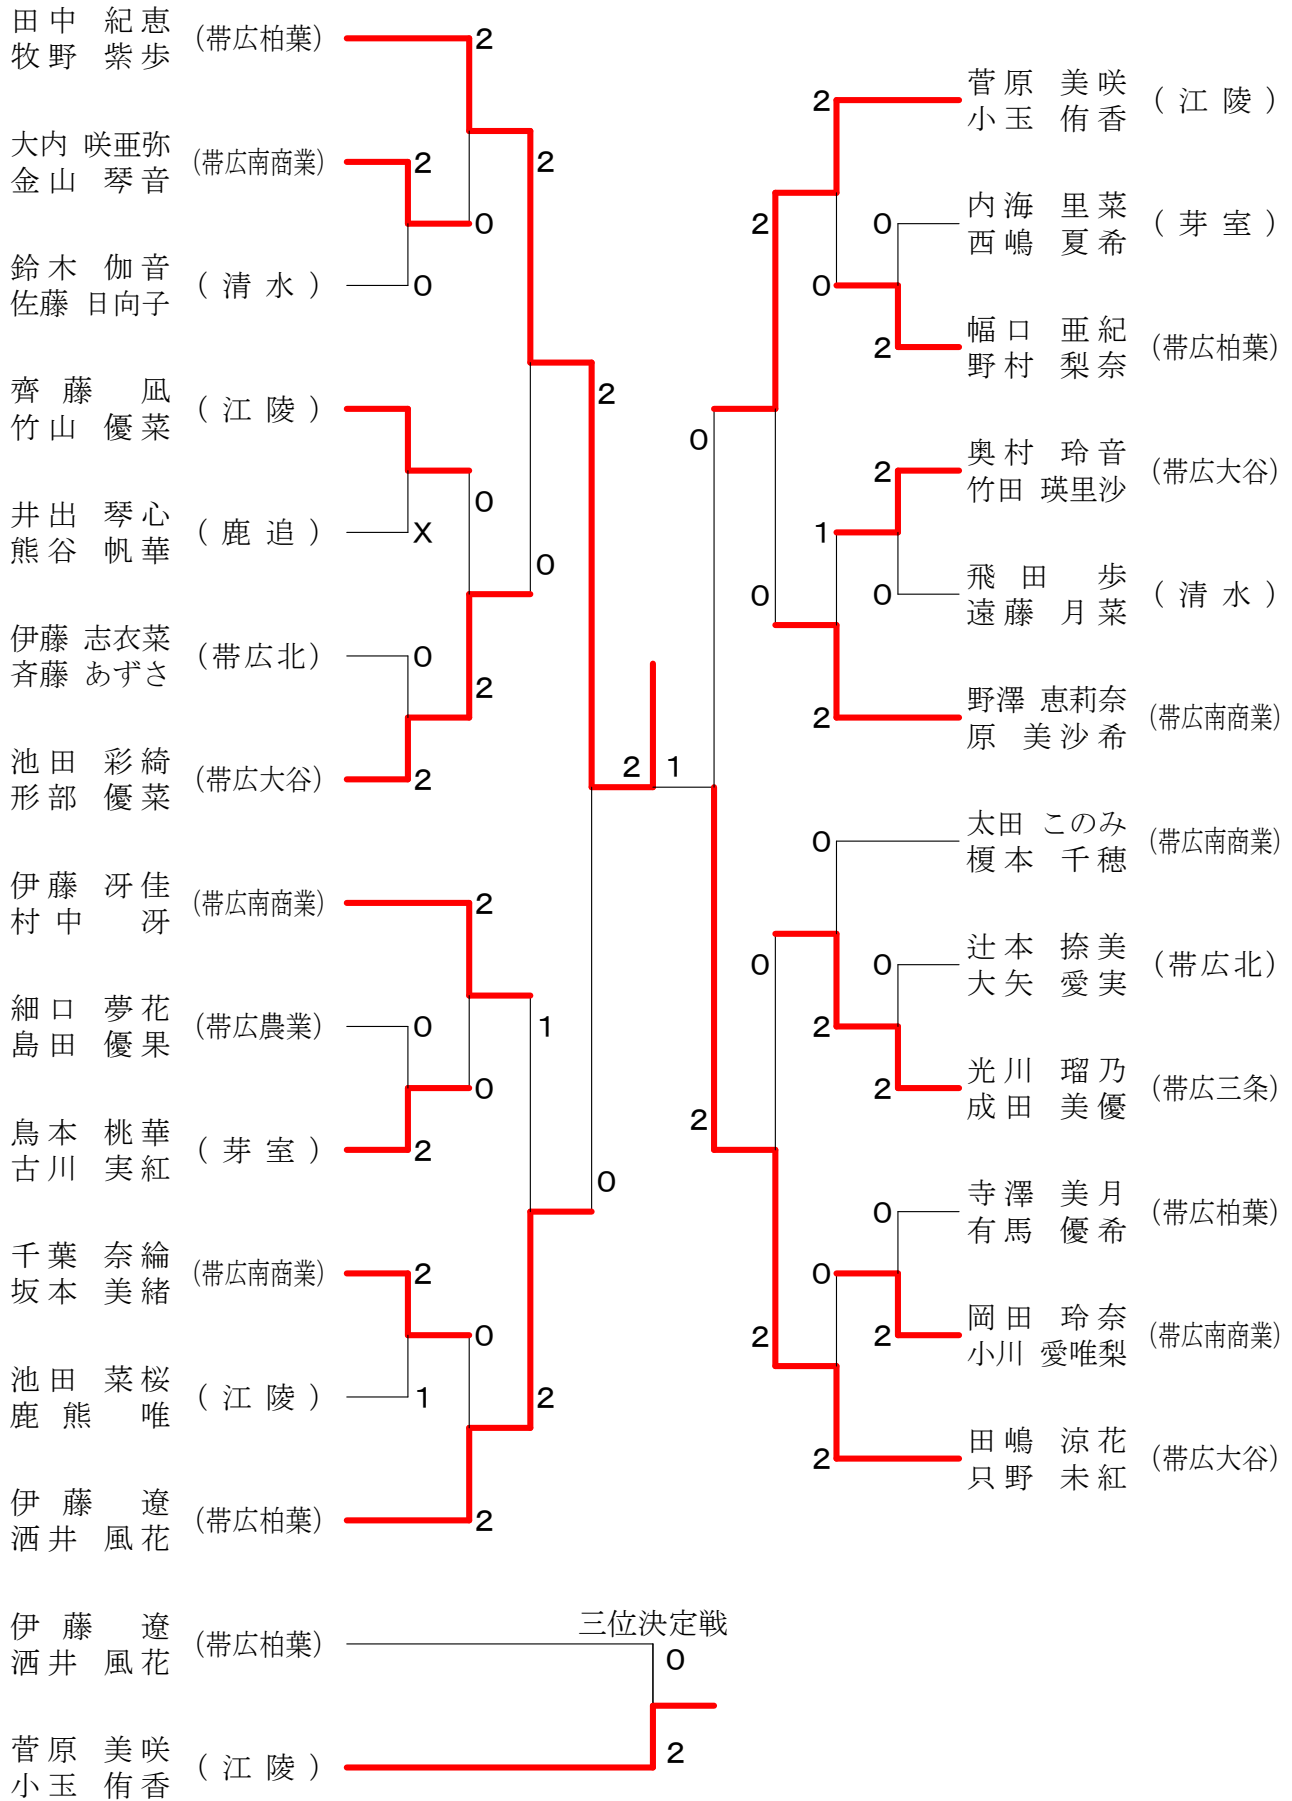 田中 紀恵
牧野 紫歩
(帯広柏葉)
2
大内 咲亜弥
金山 琴音
(帯広南商業)
2
0
鈴木 伽音
佐藤 日向子
(清水)
0
2
齊藤 凪
竹山 優菜
(江陵)
0
井出 琴心
熊谷 帆華
(鹿追)
X
0
伊藤 志衣菜
斉藤 あずさ
(帯広北)
0
2
池田 彩綺
形部 優菜
(帯広大谷)
2
2
伊藤 冴佳
村中 冴
(帯広南商業)
2
細口 夢花
島田 優果
(帯広農業)
0
0
鳥本 桃華
古川 実紅
(芽室)
2
1
千葉 奈綸
坂本 美緒
(帯広南商業)
2
0
池田 菜桜
鹿熊 唯
(江陵)
1
2
伊藤 遼
酒井 風花
(帯広柏葉)
2
0
2 1
菅原 美咲
小玉 侑香
(江陵)
2
内海 里菜
西嶋 夏希
(芽室)
0
0
幅口 亜紀
野村 梨奈
(帯広柏葉)
2
2
奥村 玲音
竹田 瑛里沙
(帯広大谷)
2
1
飛田 歩
遠藤 月菜
(清水)
0
0
野澤 恵莉奈
原 美沙希
(帯広南商業)
2
0
太田 このみ
榎本 千穂
(帯広南商業)
0
辻本 捺美
大矢 愛実
(帯広北)
0
2
光川 瑠乃
成田 美優
(帯広三条)
2
0
寺澤 美月
有馬 優希
(帯広柏葉)
0
0
岡田 玲奈
小川 愛唯梨
(帯広南商業)
2
2
田嶋 涼花
只野 未紅
(帯広大谷)
2
2
三位決定戦
伊藤 遼
酒井 風花
(帯広柏葉)
0
菅原 美咲
小玉 侑香
(江陵)
2